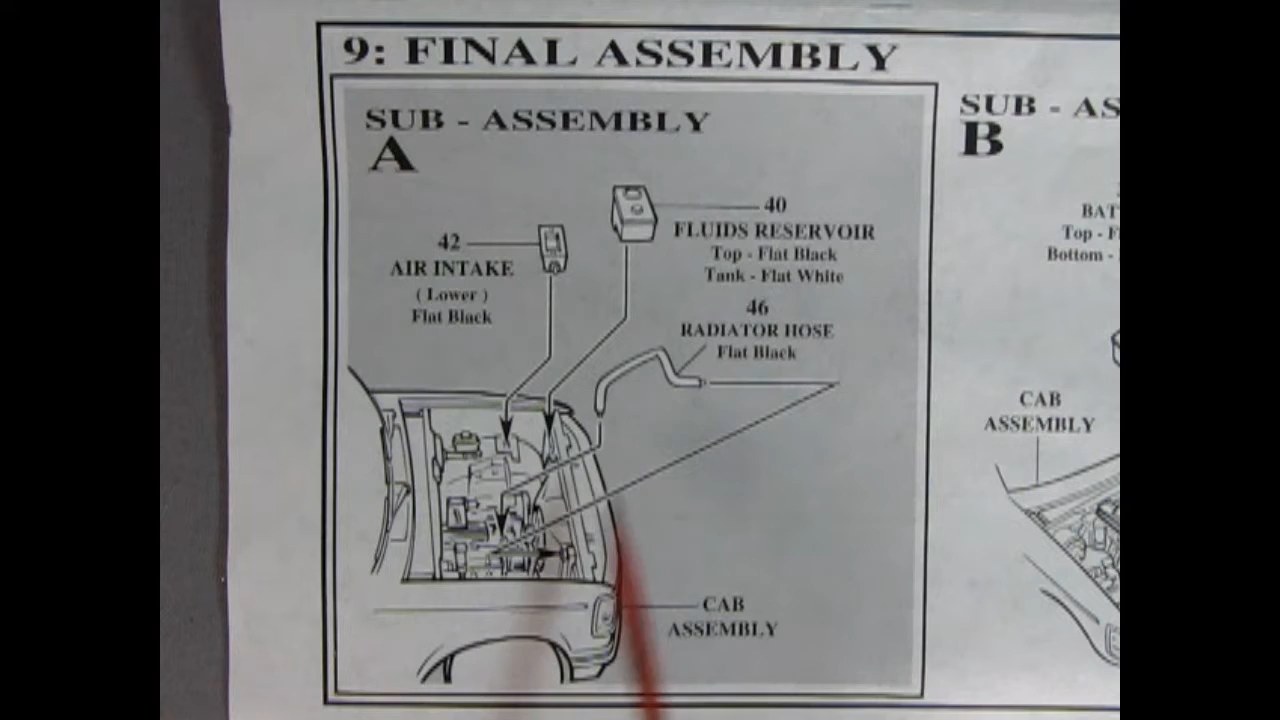 9: FINAL ASSEMBLY
SUB - ASSEMBLY
A
42
AIR INTAKE
( Lower )
Flat Black
40
FLUIDS RESERVOIR
Top - Flat Black
Tank - Flat White
46
RADIATOR HOSE
Flat Black
CAB
ASSEMBLY
SUB - AS
B
BAT
Top - F
Bottom -
CAB
ASSEMBLY